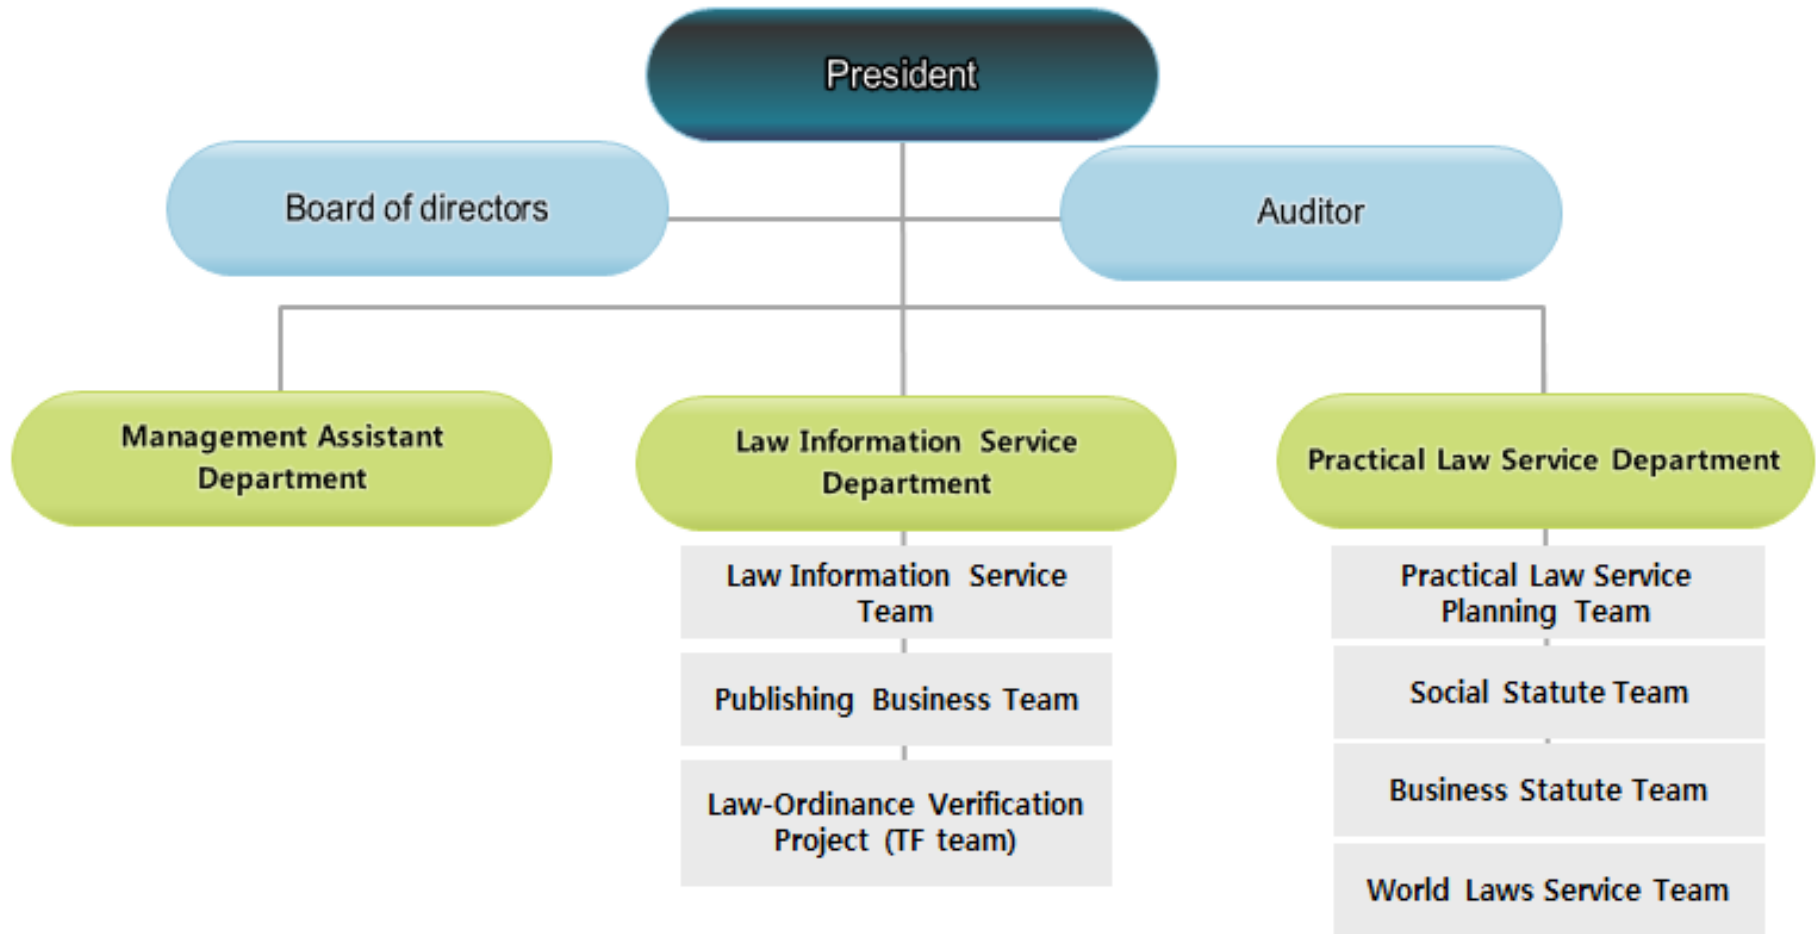 President
Board of directors
Auditor
Management Assistant
Department
Law Information Service
Department
Practical Law Service Department
Law Information Service
Team
Publishing Business Team
Law-Ordinance Verification
Project (TF team)
Practical Law Service
Planning Team
Social Statute Team
Business Statute Team
World Laws Service Team